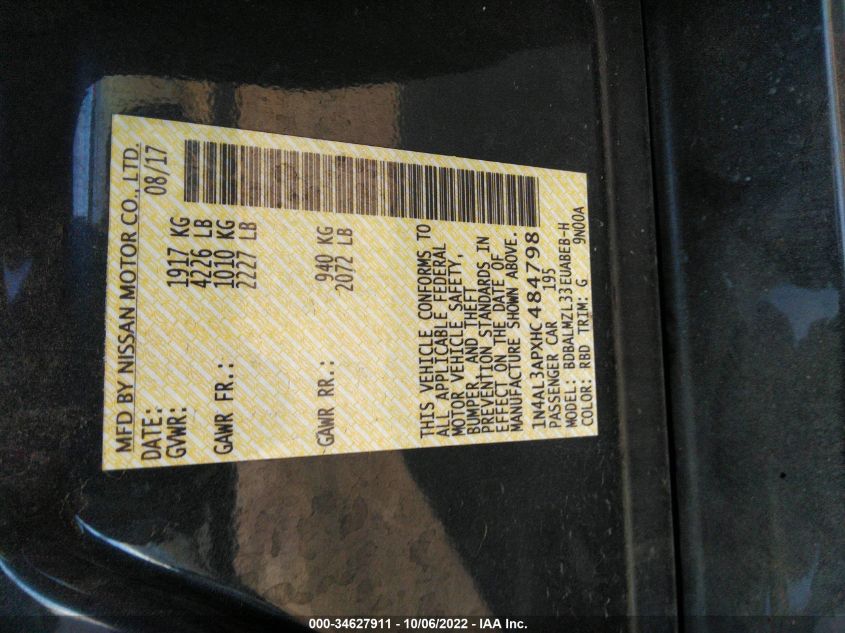 MFD BY NISSAN MOTOR CO., LTD.
DATE: 08/17
GVWR: 1917 KG
4226 LB
GAWR FR.: 1010 KG
2227 LB
GAWR RR.: 940 KG
2072 LB
THIS VEHICLE CONFORMS TO
ALL APPLICABLE FEDERAL
MOTOR VEHICLE SAFETY,
BUMPER, AND THEFT
PREVENTION STANDARDS IN
EFFECT ON THE DATE OF
MANUFACTURE SHOWN ABOVE.
1N4AL3APXHC484798
PASSENGER CAR 195
MODEL: BDBALMZL33EUABEB-H
COLOR: RBD TRIM: G 9N00A
000-34627911 - 10/06/2022 - IAA Inc.